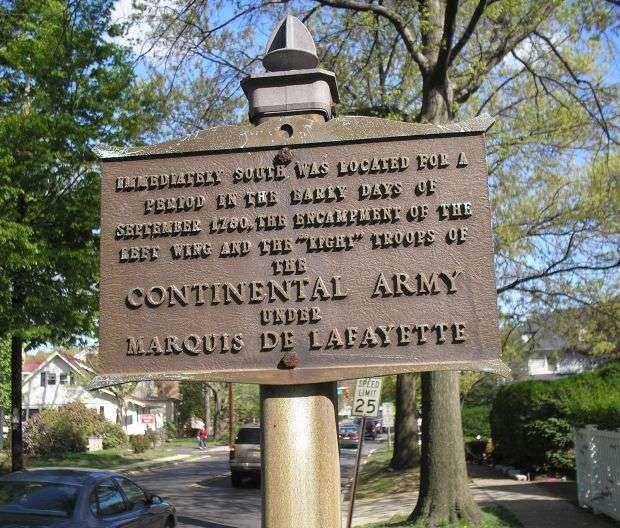 IMMEDIATELY SOUTH WAS LOCATED FOR A
PERIOD IN THE EARLY DAYS OF
SEPTEMBER 1780, THE ENCAMPMENT OF THE
LEFT WING AND THE "LIGHT" TROOPS OF
THE
CONTINENTAL ARMY
UNDER
MARQUIS DE LAFAYETTE
SPEED
LIMIT
25